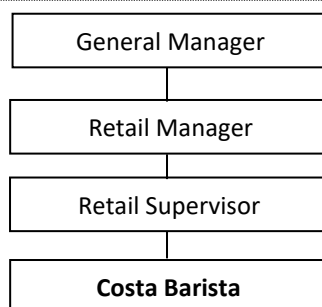 General Manager
Retail Manager
Retail Supervisor
Costa Barista